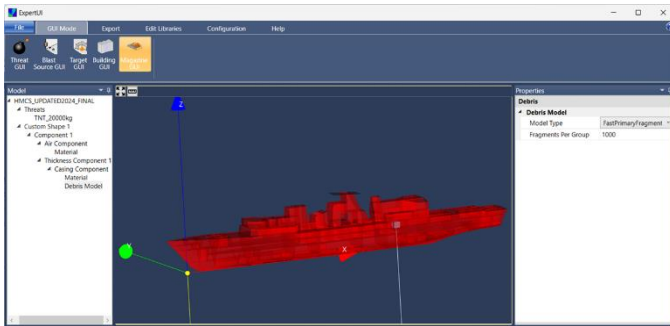 ExpertUI
File GUI Mode Export Edit Libraries Configuration Help
Threat GUI
Blast Source GUI
Target GUI
Building GUI
Magazine GUI
Model
HMCS_UPDATED2024_FINAL
Threats
TNT_20000kg
Custom Shape 1
Component 1
Air Component
Material
Thickness Component 1
Casing Component
Material
Debris Model
Z
Y
X
Properties
Debris
Debris Model
Model Type FastPrimaryFragment
Fragments Per Group 1000